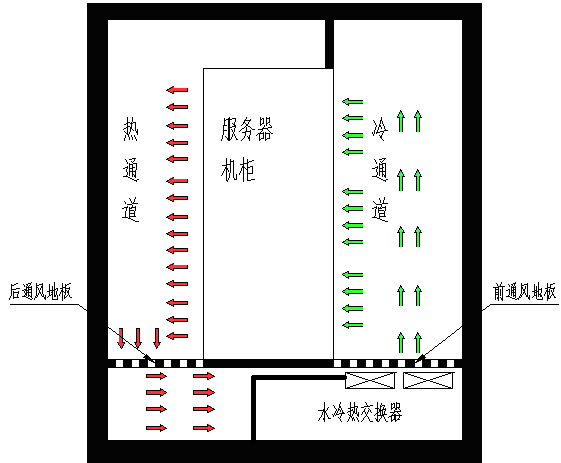 热通道
服务器
机柜
冷通道
后通风地板
前通风地板
水冷热交换器